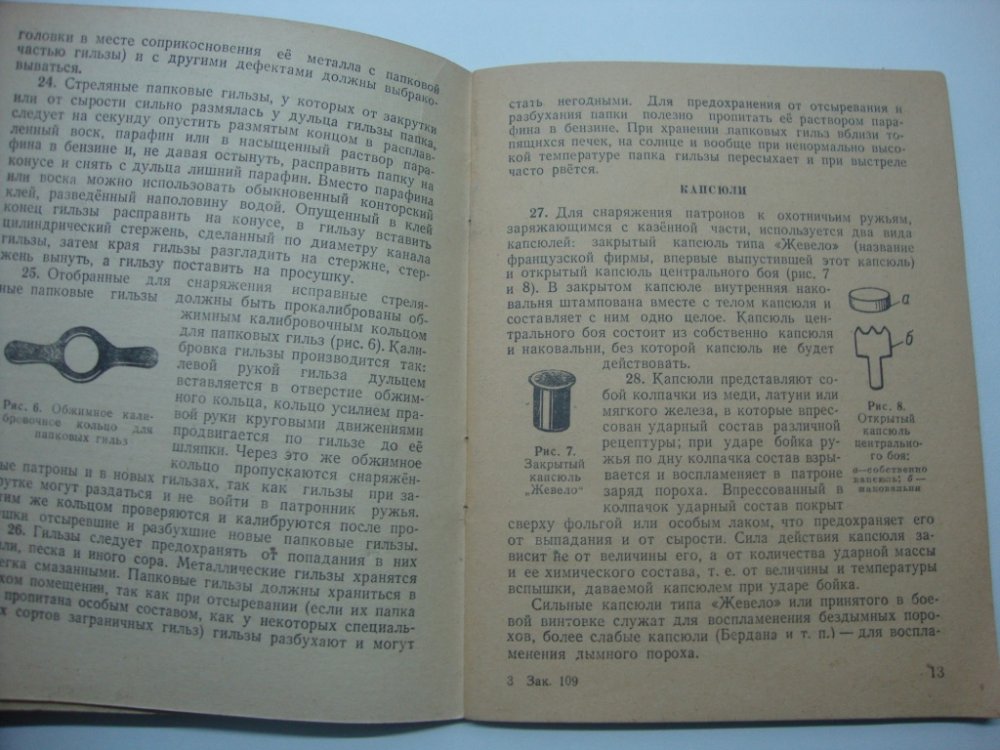 головки в месте соприкосновения её металла с папковой
частью гильзы) и с другими дефектами должны выбрако-
вываться.
24. Стреляные папковые гильзы, у которых от закрутки
или от сырости сильно размялась у дульца гильзы папка,
следует на секунду опустить размятым концом в расплав-
ленный воск, парафин или в насыщенный раствор пара-
фина в бензине и, не давая остынуть, расправить папку на
конусе и снять с дульца лишний парафин. Вместо парафина
или воска можно использовать обыкновенный конторский
клей, разведённый наполовину водой. Опущенный в клей
конец гильзы расправить на конусе, в гильзу вставить
цилиндрический стержень, сделанный по диаметру канала
гильзы, затем края гильзы разгладить на стержне, стер-
жень вынуть, а гильзу поставить на просушку.
25. Отобранные для снаряжения исправные стреля-
ные папковые гильзы должны быть прокалиброваны об-
жимным калибровочным кольцом
для папковых гильз (рис. 6). Кали-
бровка гильзы производится так:
левой рукой гильза дульцем
вставляется в отверстие обжим-
ного кольца, кольцо усилием пра-
вой руки круговыми движениями
продвигается по гильзе до её
шляпки. Через это же обжимное
кольцо пропускаются снаряжён-
Рис. 6. Обжимное кали-
бровочное кольцо для
папковых гильз
ые патроны и в новых гильзах, так как гильзы при за-
рутке могут раздаться и не войти в патронник ружья.
тим же кольцом проверяются и калибруются после про-
ушки отсыревшие и разбухшие новые папковые гильзы.
26. Гильзы следует предохранять от попадания в них
ли, песка и иного сора. Металлические гильзы хранятся
егка смазанными. Папковые гильзы должны храниться в
хом помещении, так как при отсыревании (если их папка
пропитана особым составом, как у некоторых специаль-
х сортов заграничных гильз) гильзы разбухают и могут
стать негодными. Для предохранения от отсыревания и
разбухания папки полезно пропитать её раствором пара-
фина в бензине. При хранении папковых гильз вблизи то-
пящихся печек, на солнце и вообще при ненормально высо-
кой температуре папка гильзы пересыхает и при выстреле
часто рвётся.
КАПСЮЛИ
27. Для снаряжения патронов к охотничьим ружьям,
заряжающимся с казённой части, используется два вида
капсюлей: закрытый капсюль типа «Жевело» (название
французской фирмы, впервые выпустившей этот капсюль)
и открытый капсюль центрального боя (рис. 7
и 8). В закрытом капсюле внутренняя нако-
вальня штампована вместе с телом капсюля и
составляет с ним одно целое. Капсюль цен-
трального боя состоит из собственно капсюля
и наковальни, без которой капсюль не будет
действовать.
а
б
Рис. 8.
Открытый
капсюль
центрально-
го боя:
а—собственно
капсюль; б—
наковальня
Рис. 7.
Закрытый
капсюль
„Жевело"
28. Капсюли представляют со-
бой колпачки из меди, латуни или
мягкого железа, в которые впрес-
сован ударный состав различной
рецептуры; при ударе бойка ру-
жья по дну колпачка состав взры-
вается и воспламеняет в патроне
заряд пороха. Впрессованный в
колпачок ударный состав покрыт
сверху фольгой или особым лаком, что предохраняет его
от выпадания и от сырости. Сила действия капсюля за-
висит не от величины его, а от количества ударной массы
и ее химического состава, т. е. от величины и температуры
вспышки, даваемой капсюлем при ударе бойка.
Сильные капсюли типа «Жевело» или принятого в бое-
вой винтовке служат для воспламенения бездымных поро-
хов, более слабые капсюли (Бердана и т. п.) — для воспла-
менения дымного пороха.
3 Зак. 109
13